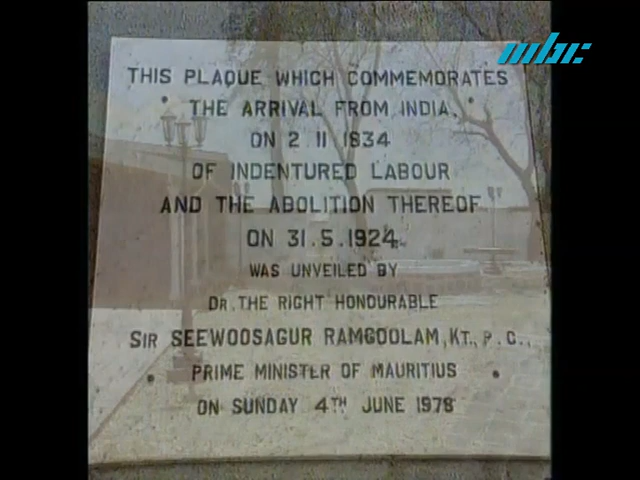 mbc
THIS PLAQUE WHICH COMMEMORATES
THE ARRIVAL FROM INDIA,
ON 2 11 1834
OF INDENTURED LABOUR
AND THE ABOLITION THEREOF
ON 31.5.1924
WAS UNVEILED BY
DR. THE RIGHT HONOURABLE
SIR SEEWOOSAGUR RAMGOOLAM, KT., P.C.,
PRIME MINISTER OF MAURITIUS
ON SUNDAY 4TH JUNE 1978